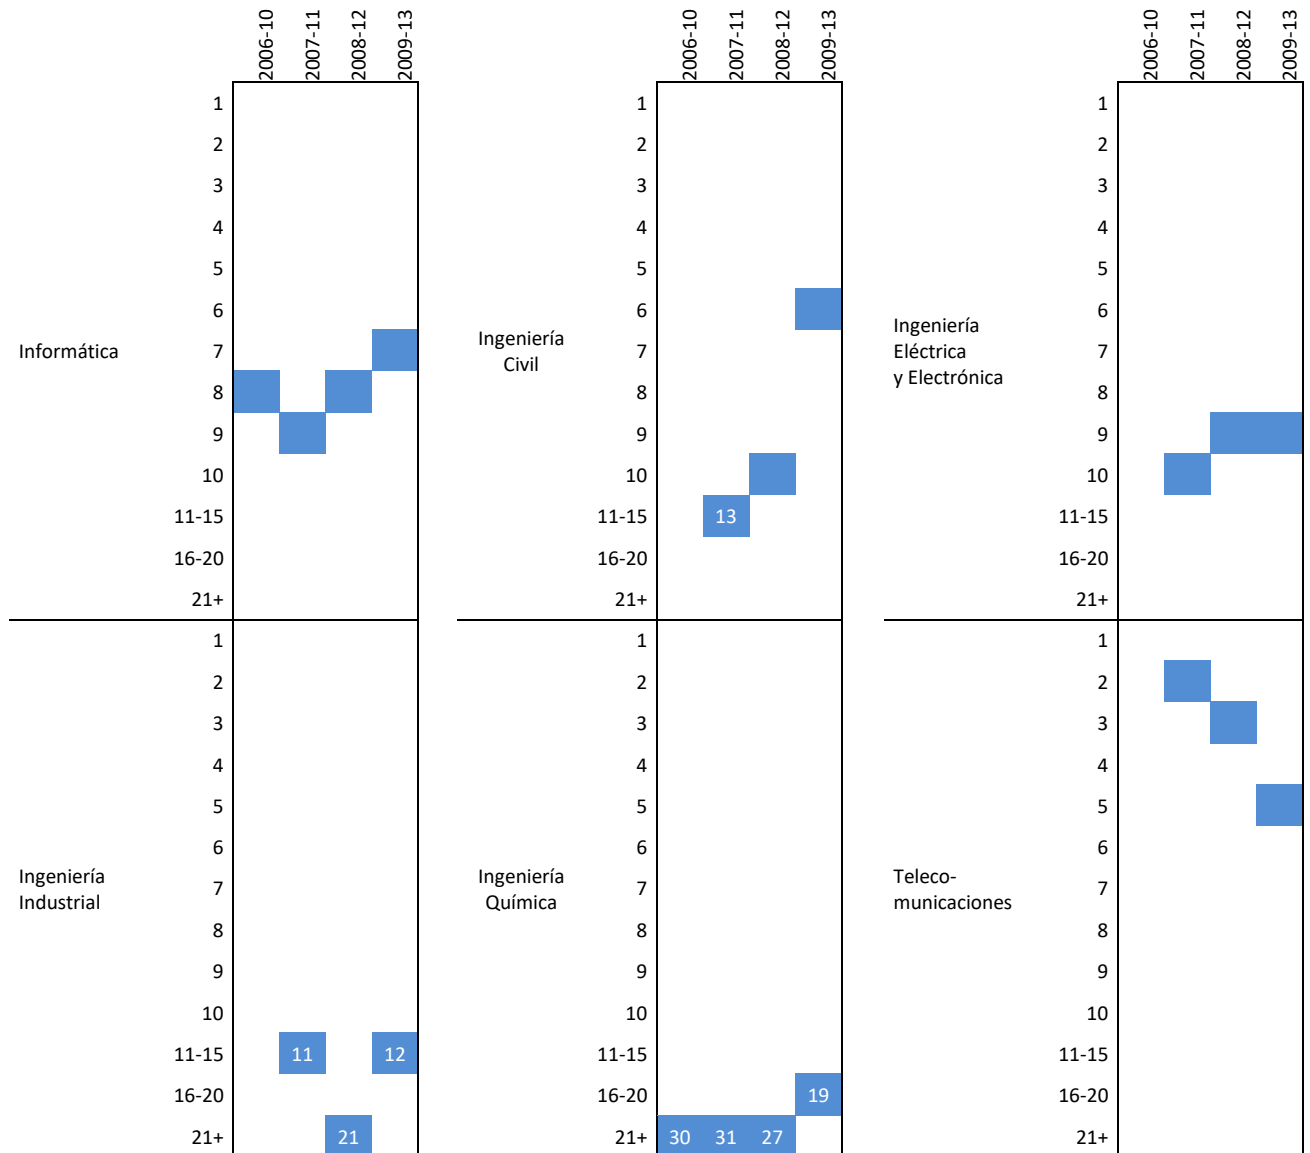 2006-10 2007-11 2008-12 2009-13 2006-10 2007-11 2008-12 2009-13 2006-10 2007-11 2008-12 2009-13
1 1 1
2 2 2
3 3 3
4 4 4
5 5 5
6 6 6
Informática 7 Ingeniería 7 Ingeniería 7
Civil Eléctrica
8 8 y Electrónica 8
9 9 9
10 10 10
11-15 11-15 13 11-15
16-20 16-20 16-20
21+ 21+ 21+
1 1 1
2 2 2
3 3 3
4 4 4
5 5 5
6 6 6
Ingeniería 7 Ingeniería 7 Teleco- 7
Industrial Química municaciones
8 8 8
9 9 9
10 10 10
11-15 11 12 11-15 11-15
16-20 16-20 19 16-20
21+ 21 21+ 30 31 27 21+